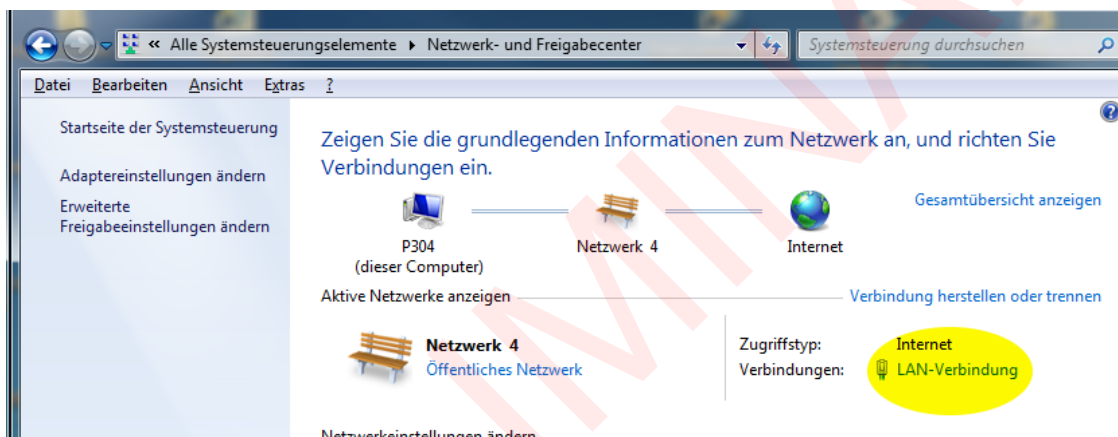 « Alle Systemsteuerungselemente ▸ Netzwerk- und Freigabecenter
Systemsteuerung durchsuchen
Datei Bearbeiten Ansicht Extras ?
Startseite der Systemsteuerung
Adaptereinstellungen ändern
Erweiterte
Freigabeeinstellungen ändern
Zeigen Sie die grundlegenden Informationen zum Netzwerk an, und richten Sie
Verbindungen ein.
Gesamtübersicht anzeigen
P304
(dieser Computer)
Netzwerk 4
Internet
Aktive Netzwerke anzeigen
Verbindung herstellen oder trennen
Netzwerk 4
Öffentliches Netzwerk
Zugriffstyp: Internet
Verbindungen: LAN-Verbindung
Netzwerkeinstellungen ändern